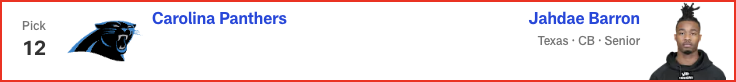 Pick
12
Carolina Panthers
Jahdae Barron
Texas · CB · Senior